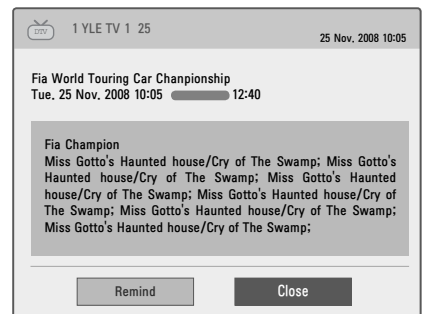 DTV 1 YLE TV 1 25
25 Nov. 2008 10:05
Fia World Touring Car Chanpionship
Tue. 25 Nov. 2008 10:05 12:40
Fia Champion
Miss Gotto's Haunted house/Cry of The Swamp; Miss Gotto's
Haunted house/Cry of The Swamp; Miss Gotto's Haunted
house/Cry of The Swamp; Miss Gotto's Haunted house/Cry of
The Swamp; Miss Gotto's Haunted house/Cry of The Swamp;
Miss Gotto's Haunted house/Cry of The Swamp;
Remind Close